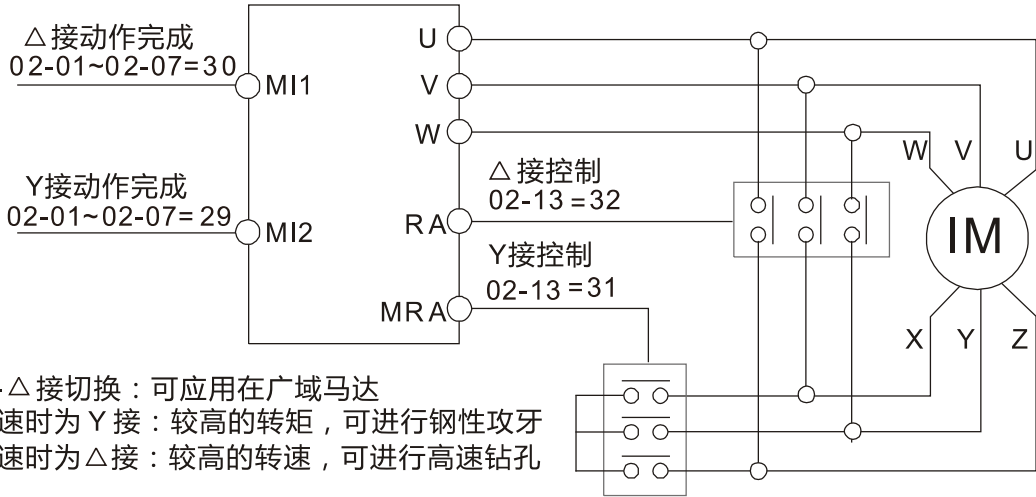 △接动作完成
02-01~02-07=30
MI1
Y接动作完成
02-01~02-07=29
MI2
U
V
W
RA
MRA
△接控制
02-13=32
Y接控制
02-13=31
W V U
IM
X Y Z
-△接切换：可应用在广域马达
速时为Y接：较高的转矩，可进行钢性攻牙
速时为△接：较高的转速，可进行高速钻孔